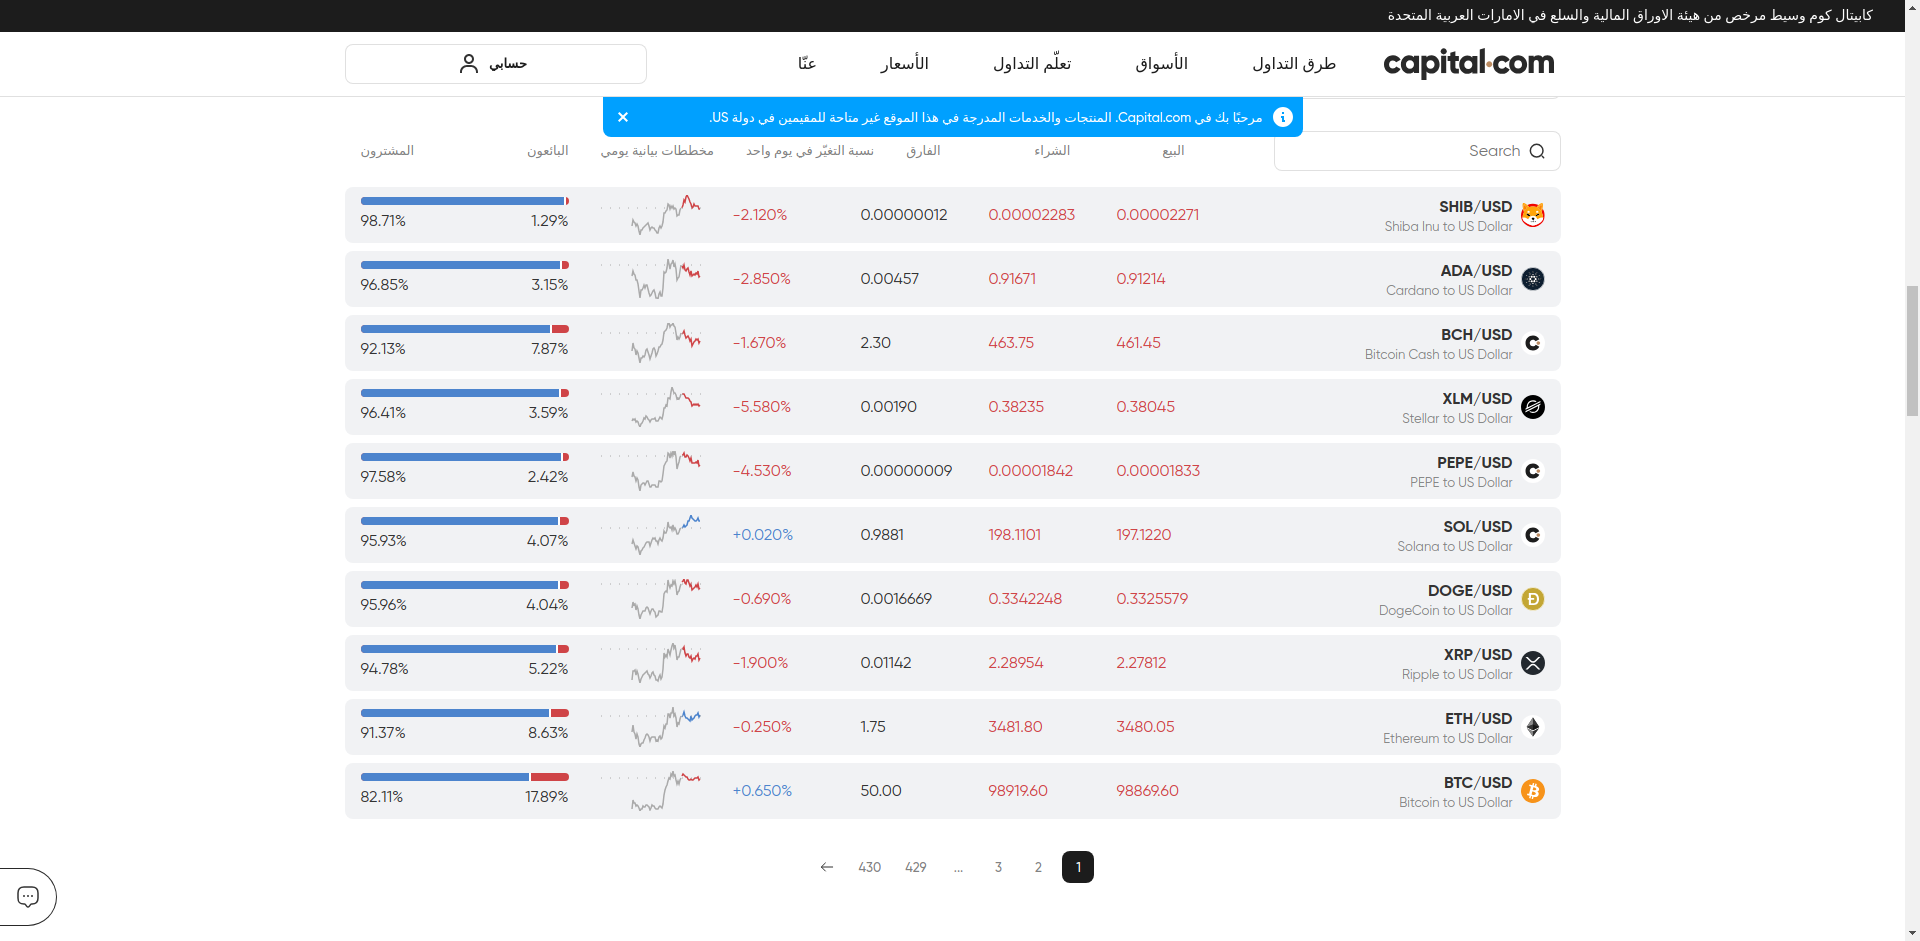 كابيتال كوم وسيط مرخص من هيئة الاوراق المالية والسلع في الامارات العربية المتحدة
capital.com
طرق التداول
الأسواق
تعلّم التداول
الأسعار
عنّا
حسابي
مرحبًا بك في Capital.com. المنتجات والخدمات المدرجة في هذا الموقع غير متاحة للمقيمين في دولة US.
Search
البيع
الشراء
الفارق
نسبة التغيّر في يوم واحد
مخططات بيانية يومي
البائعون
المشترون
SHIB/USD
Shiba Inu to US Dollar
0.00002271
0.00002283
0.00000012
-2.120%
1.29%
98.71%
ADA/USD
Cardano to US Dollar
0.91214
0.91671
0.00457
-2.850%
3.15%
96.85%
BCH/USD
Bitcoin Cash to US Dollar
461.45
463.75
2.30
-1.670%
7.87%
92.13%
XLM/USD
Stellar to US Dollar
0.38045
0.38235
0.00190
-5.580%
3.59%
96.41%
PEPE/USD
PEPE to US Dollar
0.00001833
0.00001842
0.00000009
-4.530%
2.42%
97.58%
SOL/USD
Solana to US Dollar
197.1220
198.1101
0.9881
+0.020%
4.07%
95.93%
DOGE/USD
DogeCoin to US Dollar
0.3325579
0.3342248
0.0016669
-0.690%
4.04%
95.96%
XRP/USD
Ripple to US Dollar
2.27812
2.28954
0.01142
-1.900%
5.22%
94.78%
ETH/USD
Ethereum to US Dollar
3480.05
3481.80
1.75
-0.250%
8.63%
91.37%
BTC/USD
Bitcoin to US Dollar
98869.60
98919.60
50.00
+0.650%
17.89%
82.11%
1
2
3
...
429
430